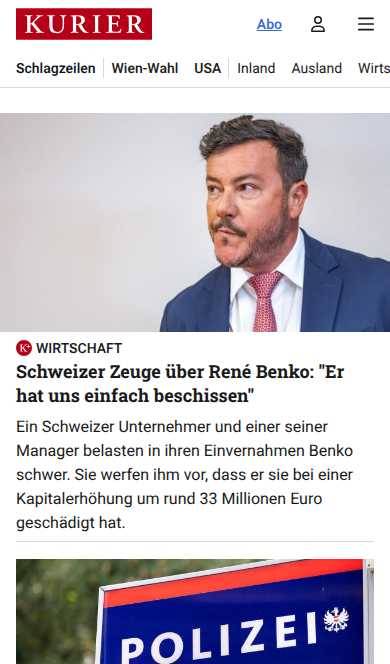 KURIER
Abo
Schlagzeilen Wien-Wahl USA Inland Ausland Wirts
K+ WIRTSCHAFT
Schweizer Zeuge über René Benko: "Er
hat uns einfach beschissen"
Ein Schweizer Unternehmer und einer seiner
Manager belasten in ihren Einvernahmen Benko
schwer. Sie werfen ihm vor, dass er sie bei einer
Kapitalerhöhung um rund 33 Millionen Euro
geschädigt hat.
POLIZEI